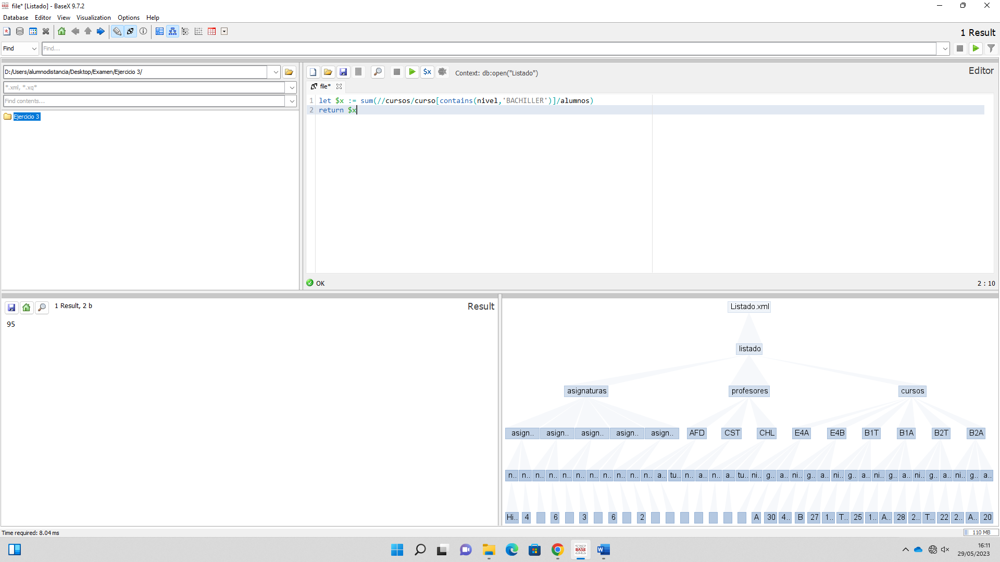 file* [Listado] - BaseX 9.7.2
Database Editor View Visualization Options Help
1 Result
Find Find...
D:/Users/alumnodistancia/Desktop/Examen/Ejercicio 3/
*.xml, *.xq*
Find contents...
Ejercicio 3
$x Context: db:open("Listado")
Editor
file*
1 let $x := sum(//cursos/curso[contains(nivel,'BACHILLER')]/alumnos)
2 return $x
OK
2 : 10
1 Result, 2 b
Result
95
Listado.xml
listado
asignaturas profesores cursos
asign.. asign.. asign.. asign.. asign.. AFD CST CHL E4A E4B B1T B1A B2T B2A
n.. n.. n.. n.. n.. n.. n.. n.. n.. n.. n.. a.. tu.. n.. a.. n.. a.. tu.. ni.. g.. a.. ni.. g.. a.. ni.. g.. a.. ni.. g.. a.. ni.. g.. a.. ni.. g.. a..
Hi.. 4 6 3 6 2 A 30 4.. B 27 1.. T.. 25 1.. A.. 28 2.. T.. 22 2.. A.. 20
Time required: 8.04 ms
110 MB
BASE
W
16:11
29/05/2023